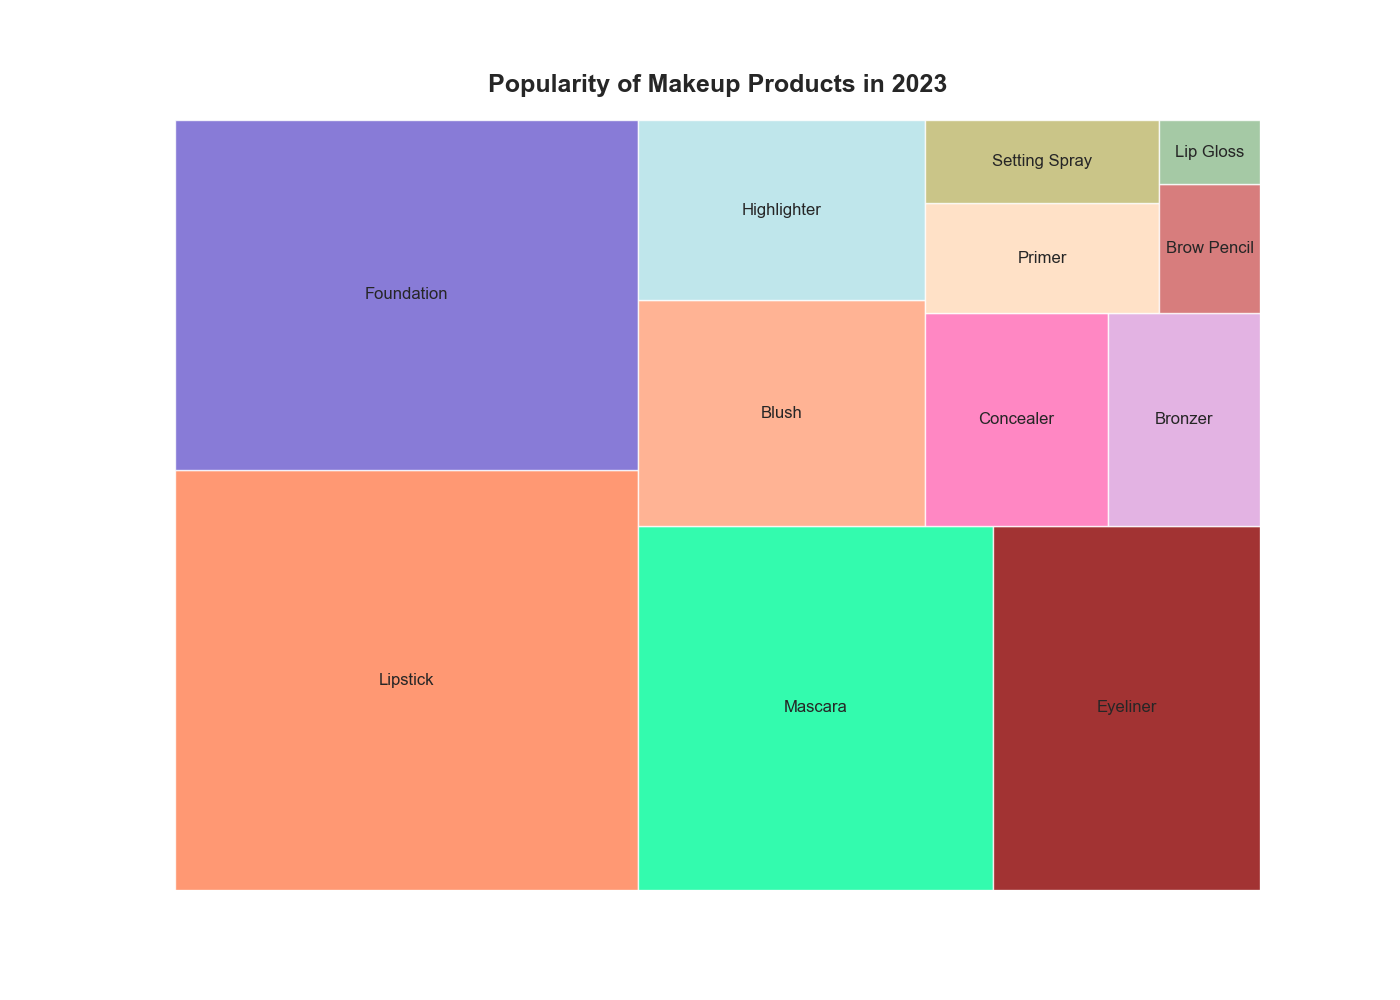 Popularity of Makeup Products in 2023
Foundation
Lipstick
Highlighter
Blush
Mascara
Eyeliner
Setting Spray
Primer
Lip Gloss
Brow Pencil
Concealer
Bronzer